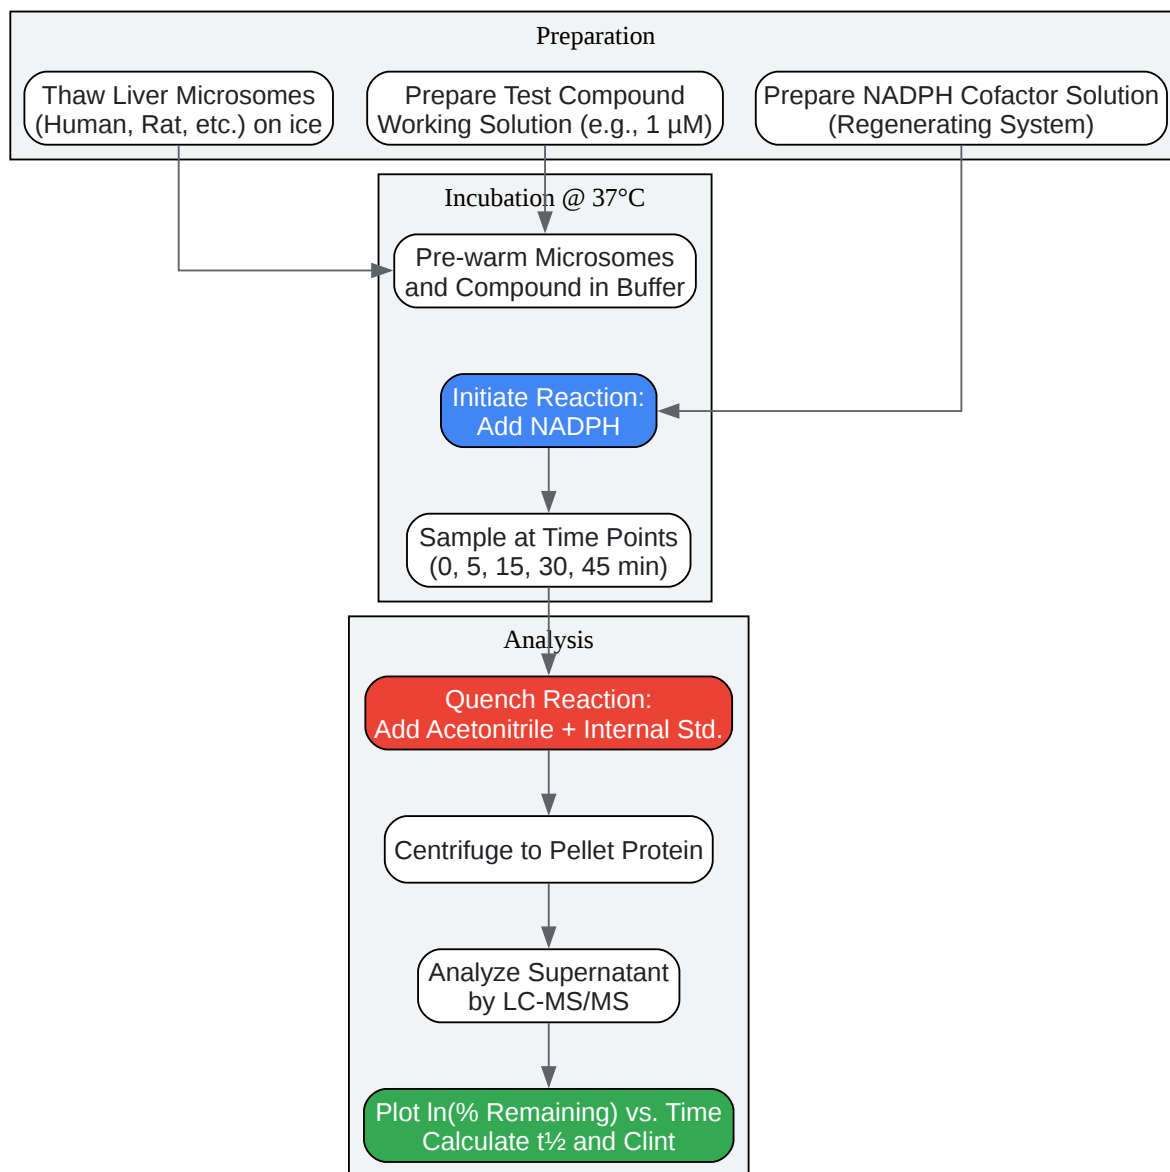 Preparation
Thaw Liver Microsomes
(Human, Rat, etc.) on ice
Prepare Test Compound
Working Solution (e.g., 1 µM)
Prepare NADPH Cofactor Solution
(Regenerating System)
Incubation @ 37°C
Pre-warm Microsomes
and Compound in Buffer
Initiate Reaction:
Add NADPH
Sample at Time Points
(0, 5, 15, 30, 45 min)
Analysis
Quench Reaction:
Add Acetonitrile + Internal Std.
Centrifuge to Pellet Protein
Analyze Supernatant
by LC-MS/MS
Plot ln(% Remaining) vs. Time
Calculate t½ and Clint